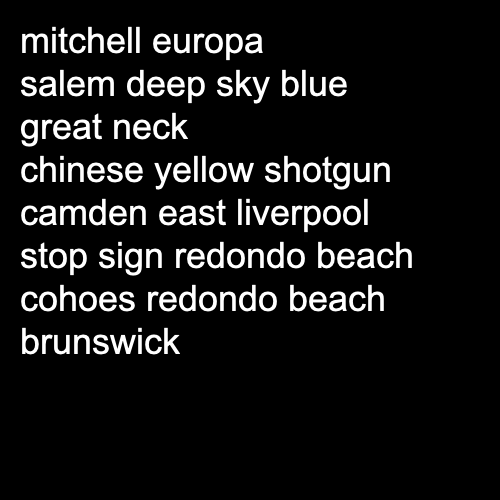 mitchell europa
salem deep sky blue
great neck
chinese yellow shotgun
camden east liverpool
stop sign redondo beach
cohoes redondo beach
brunswick